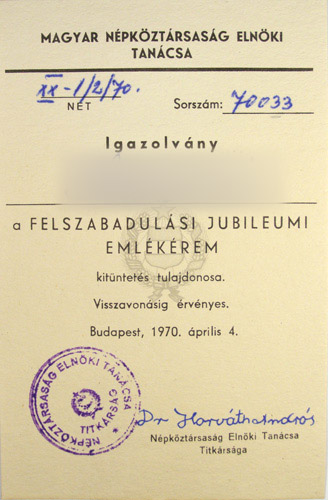 MAGYAR NÉPKÖZTÁRSASÁG ELNÖKI
TANÁCSA
XX-1/2/70.
NÉT
Sorszám: 70033
Igazolvány
a FELSZABADULÁSI JUBILEUMI
EMLÉKÉREM
kitüntetés tulajdonosa.
Visszavonásig érvényes.
Budapest, 1970. április 4.
NÉPKÖZTÁRSASÁG ELNÖKI TANÁCSA
TITKÁRSÁG
Dr Horváth András
Népköztársaság Elnöki Tanácsa
Titkársága